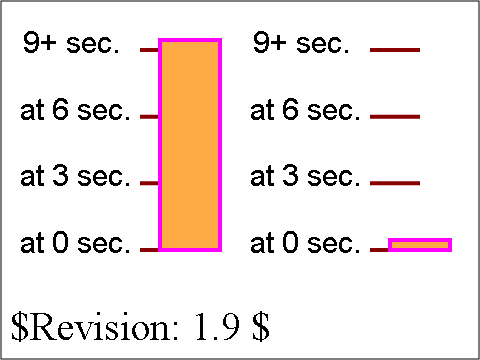 9+ sec. 9+ sec.
at 6 sec. at 6 sec.
at 3 sec. at 3 sec.
at 0 sec. at 0 sec.
$Revision: 1.9 $